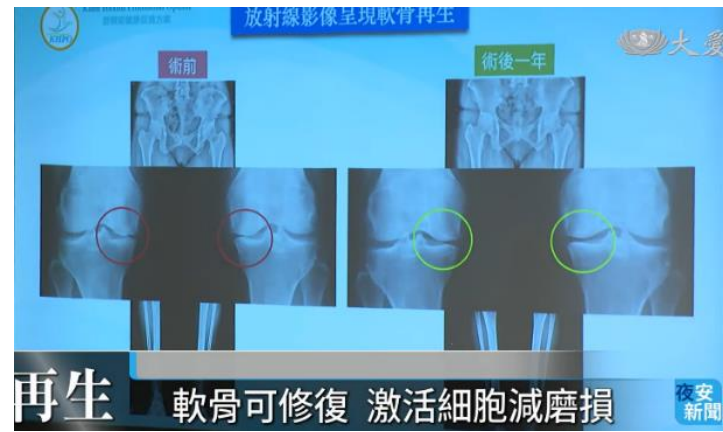 放射線影像呈現軟骨再生
大愛
術前
術後一年
再生
軟骨可修復 激活細胞減磨損
夜安
新聞